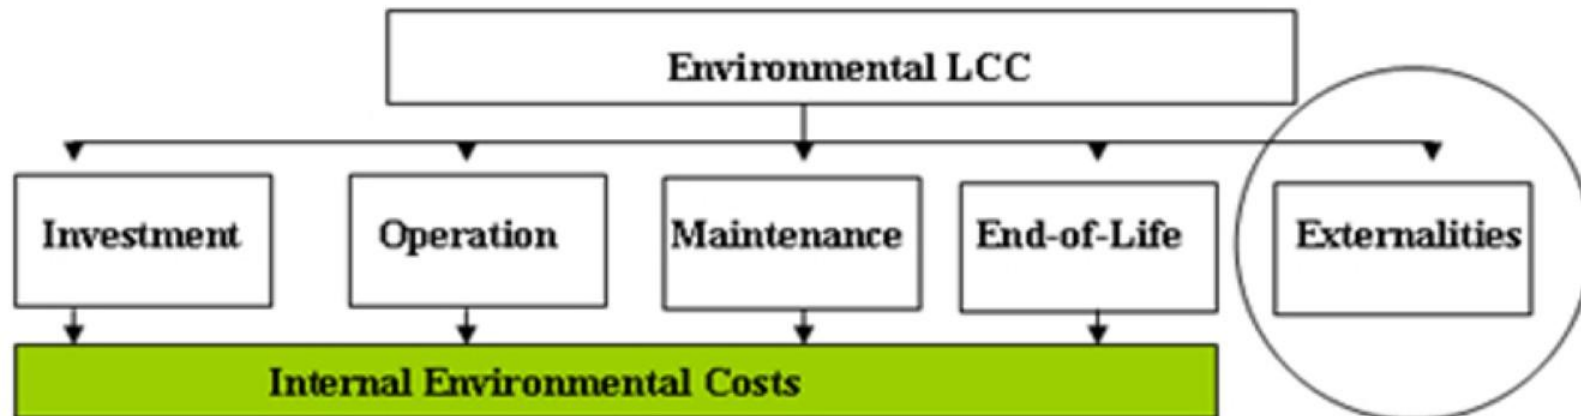 Environmental LCC
Investment
Operation
Maintenance
End-of-Life
Externalities
Internal Environmental Costs